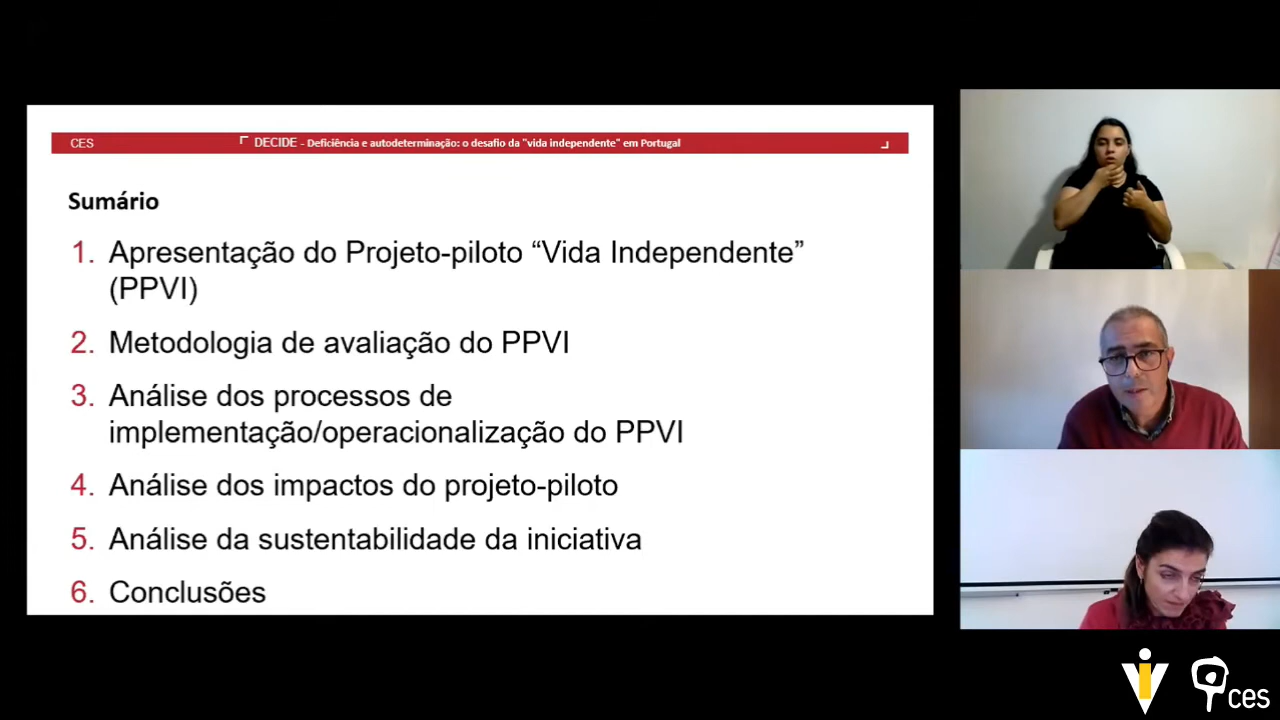 CES
DECIDE - Deficiência e autodeterminação: o desafio da "vida independente" em Portugal
Sumário
1. Apresentação do Projeto-piloto “Vida Independente”
(PPVI)
2. Metodologia de avaliação do PPVI
3. Análise dos processos de
implementação/operacionalização do PPVI
4. Análise dos impactos do projeto-piloto
5. Análise da sustentabilidade da iniciativa
6. Conclusões
ces